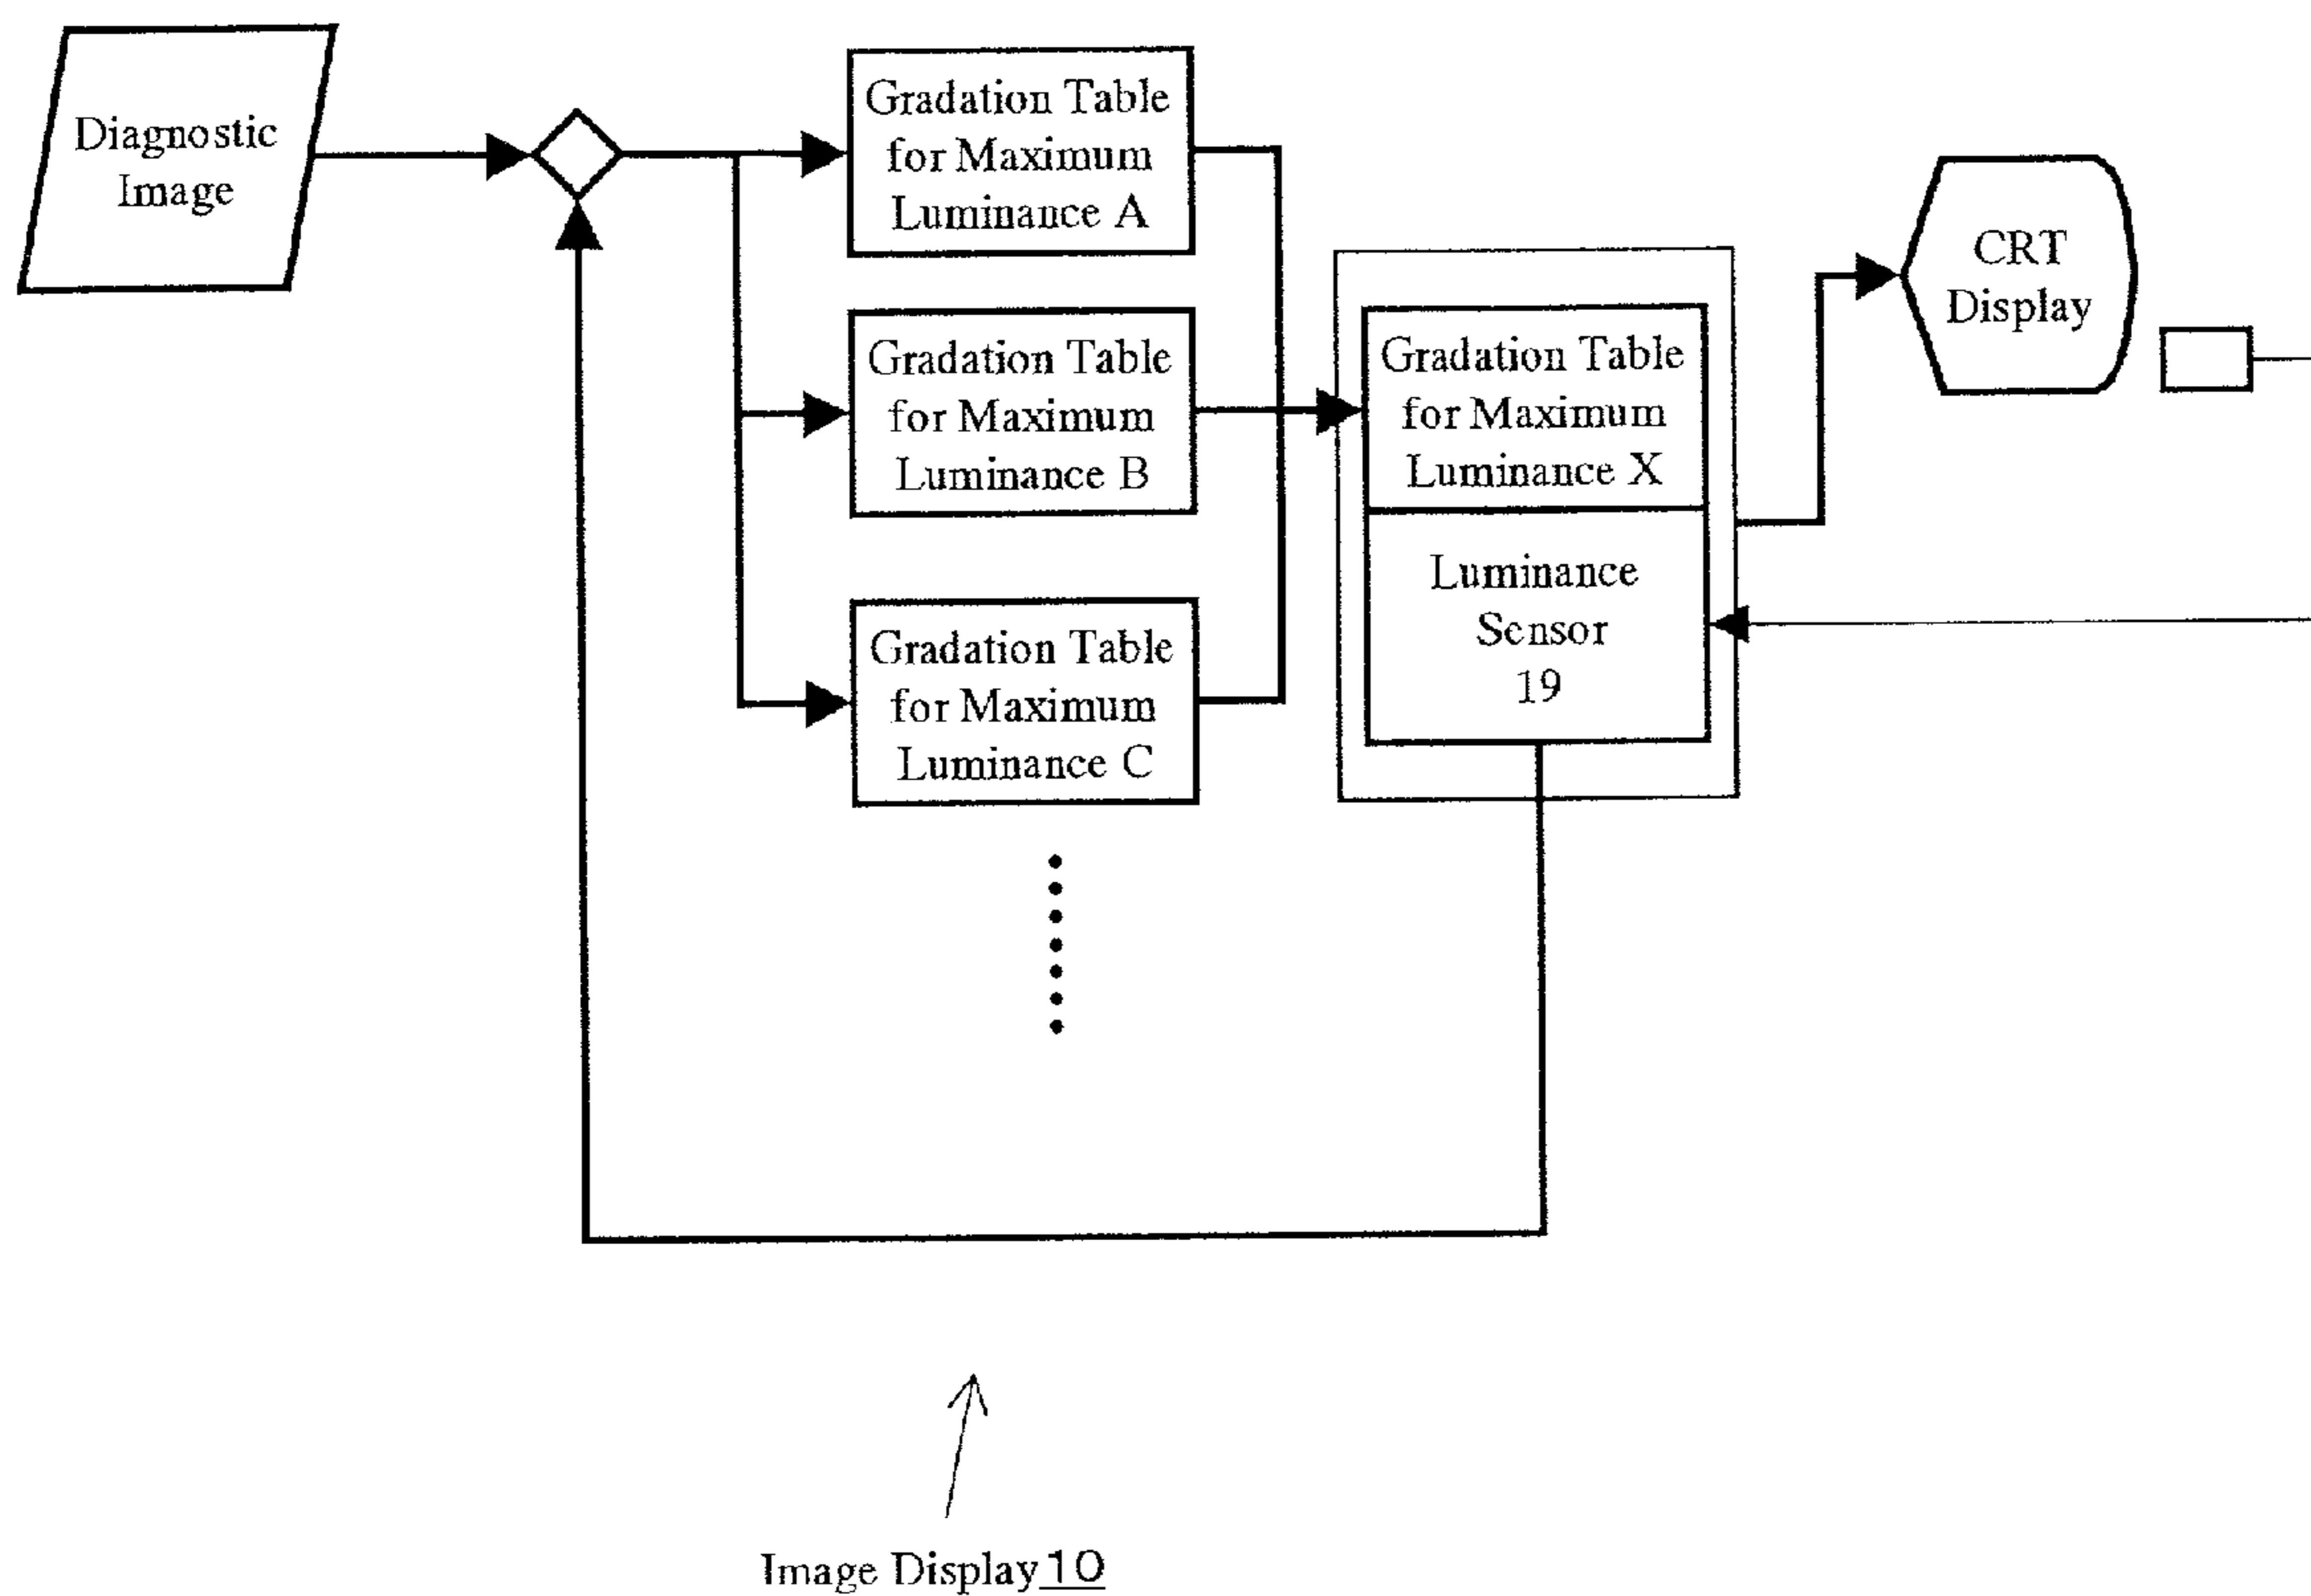 Diagnostic
Image
Gradation Table
for Maximum
Luminance A
Gradation Table
for Maximum
Luminance B
Gradation Table
for Maximum
Luminance C
Gradation Table
for Maximum
Luminance X
Luminance
Sensor
19
CRT
Display
Image Display 10